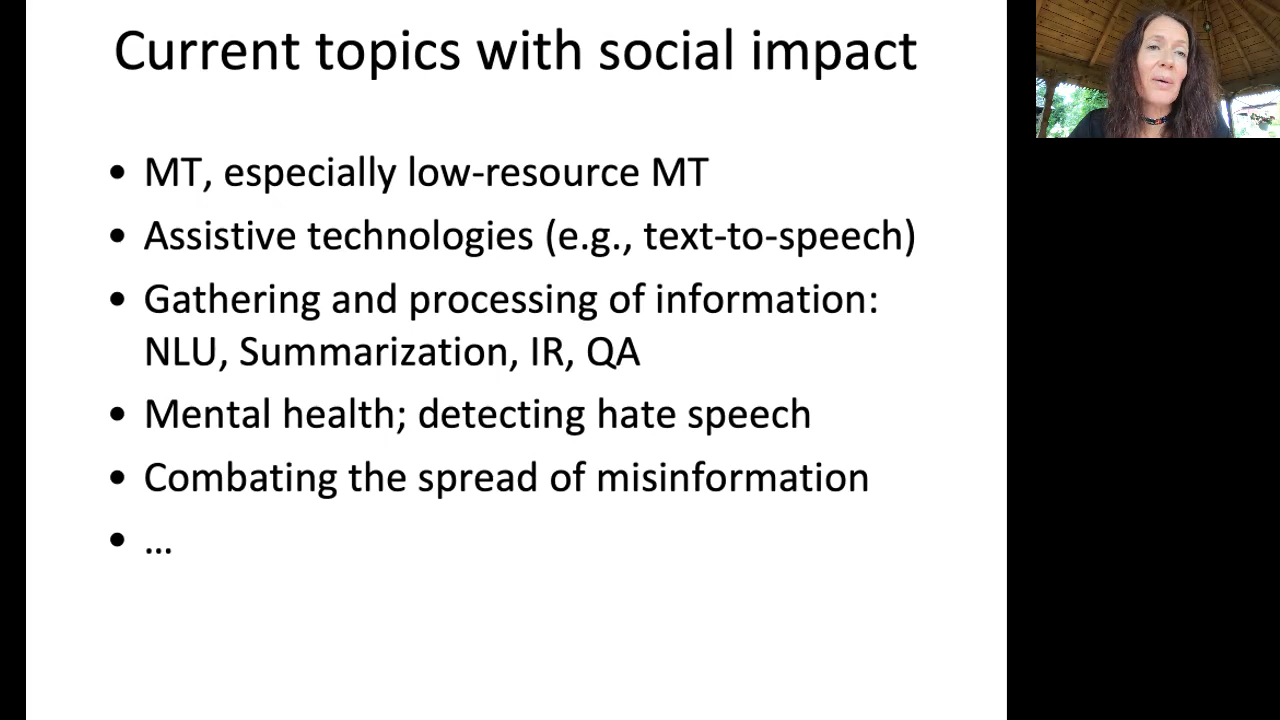 Current topics with social impact
• MT, especially low-resource MT
• Assistive technologies (e.g., text-to-speech)
• Gathering and processing of information:
NLU, Summarization, IR, QA
• Mental health; detecting hate speech
• Combating the spread of misinformation
• …